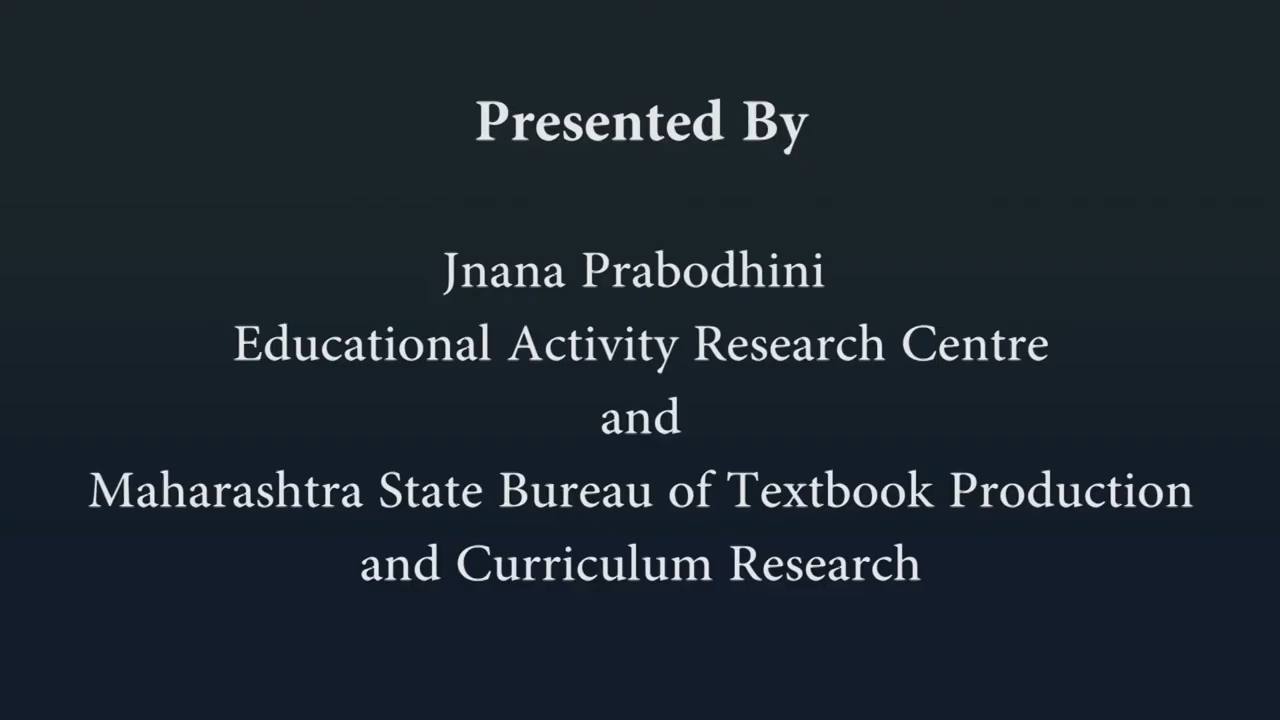 Presented By
Jnana Prabodhini
Educational Activity Research Centre
and
Maharashtra State Bureau of Textbook Production
and Curriculum Research